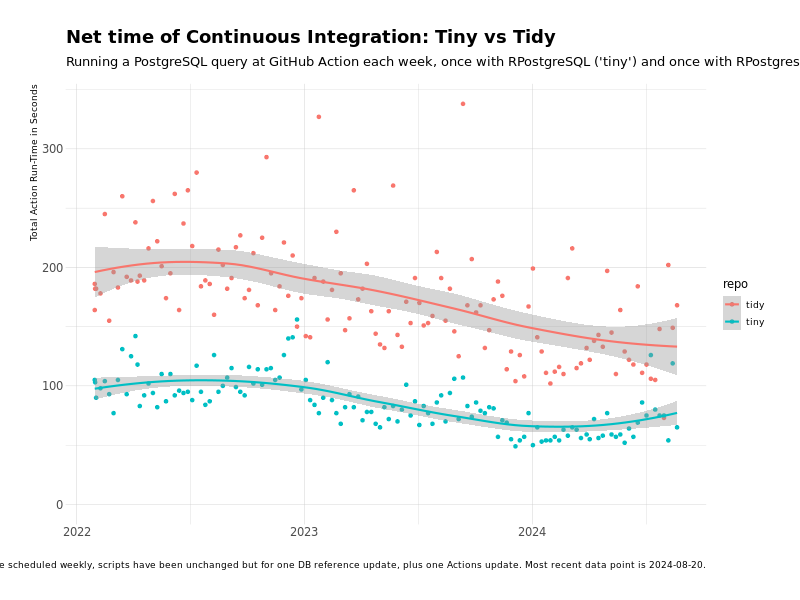 Net time of Continuous Integration: Tiny vs Tidy
Running a PostgreSQL query at GitHub Action each week, once with RPostgreSQL ('tiny') and once with RPostgres
Total Action Run-Time in Seconds
300
200
100
0
2022
2023
2024
repo
tidy
tiny
e scheduled weekly, scripts have been unchanged but for one DB reference update, plus one Actions update. Most recent data point is 2024-08-20.